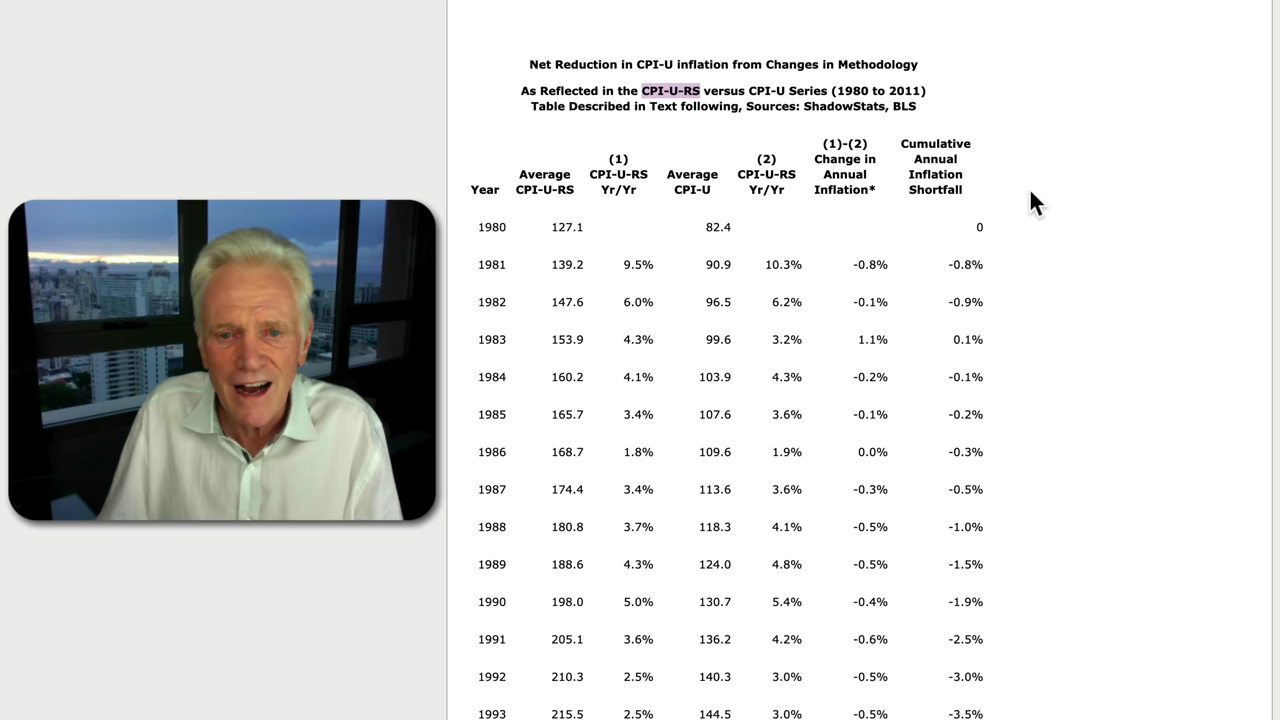 Net Reduction in CPI-U inflation from Changes in Methodology
As Reflected in the CPI-U-RS versus CPI-U Series (1980 to 2011)
Table Described in Text following, Sources: ShadowStats, BLS
(1)-(2) Cumulative
(1) (2) Change in Annual
Average CPI-U-RS Average CPI-U-RS Annual Inflation
Year CPI-U-RS Yr/Yr CPI-U Yr/Yr Inflation* Shortfall
1980 127.1 82.4 0
1981 139.2 9.5% 90.9 10.3% -0.8% -0.8%
1982 147.6 6.0% 96.5 6.2% -0.1% -0.9%
1983 153.9 4.3% 99.6 3.2% 1.1% 0.1%
1984 160.2 4.1% 103.9 4.3% -0.2% -0.1%
1985 165.7 3.4% 107.6 3.6% -0.1% -0.2%
1986 168.7 1.8% 109.6 1.9% 0.0% -0.3%
1987 174.4 3.4% 113.6 3.6% -0.3% -0.5%
1988 180.8 3.7% 118.3 4.1% -0.5% -1.0%
1989 188.6 4.3% 124.0 4.8% -0.5% -1.5%
1990 198.0 5.0% 130.7 5.4% -0.4% -1.9%
1991 205.1 3.6% 136.2 4.2% -0.6% -2.5%
1992 210.3 2.5% 140.3 3.0% -0.5% -3.0%
1993 215.5 2.5% 144.5 3.0% -0.5% -3.5%